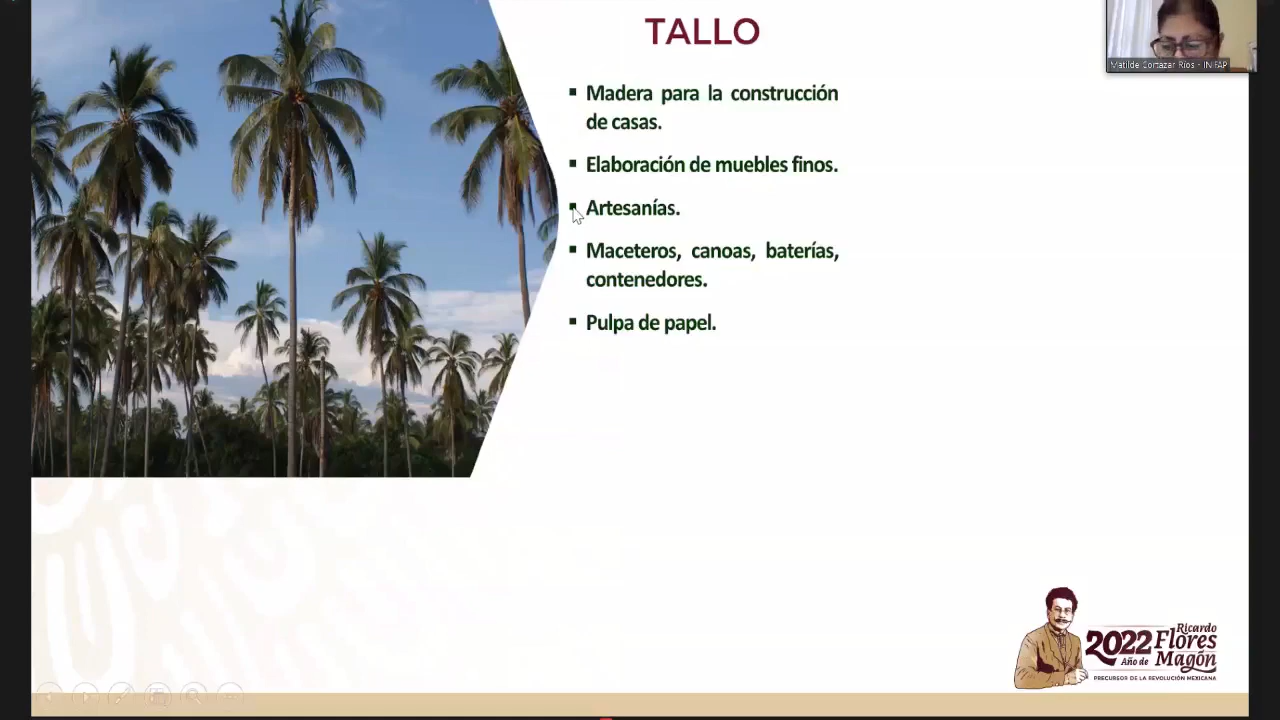 TALLO
Matilde Cortazar Rios - INIFAP
▪ Madera para la construcción
de casas.
▪ Elaboración de muebles finos.
▪ Artesanías.
▪ Maceteros, canoas, baterías,
contenedores.
▪ Pulpa de papel.
2022 Ricardo
Año de Flores
Magón
PRECURSOR DE LA REVOLUCIÓN MEXICANA